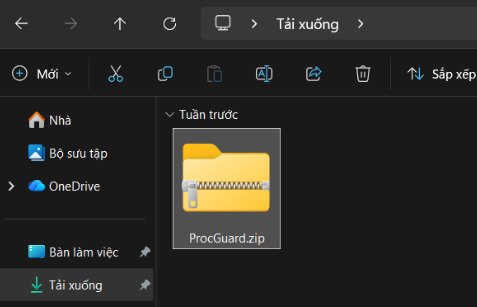 Tải xuống
Mới
Sắp xếp
Nhà
Bộ sưu tập
OneDrive
Bàn làm việc
Tải xuống
Tuần trước
ProcGuard.zip